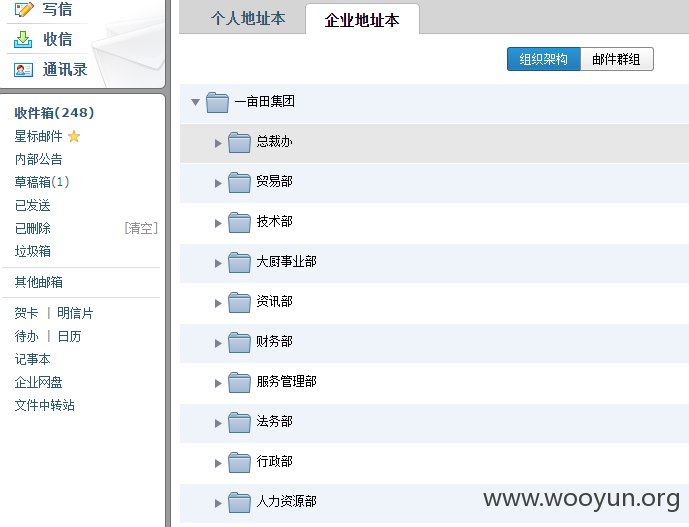 写信
收信
通讯录
收件箱(248)
星标邮件
内部公告
草稿箱(1)
已发送
已删除 [清空]
垃圾箱
其他邮箱
贺卡 | 明信片
待办 | 日历
记事本
企业网盘
文件中转站
个人地址本 企业地址本
组织架构 邮件群组
一亩田集团
总裁办
贸易部
技术部
大厨事业部
资讯部
财务部
服务管理部
法务部
行政部
人力资源部
www.wooyun.org